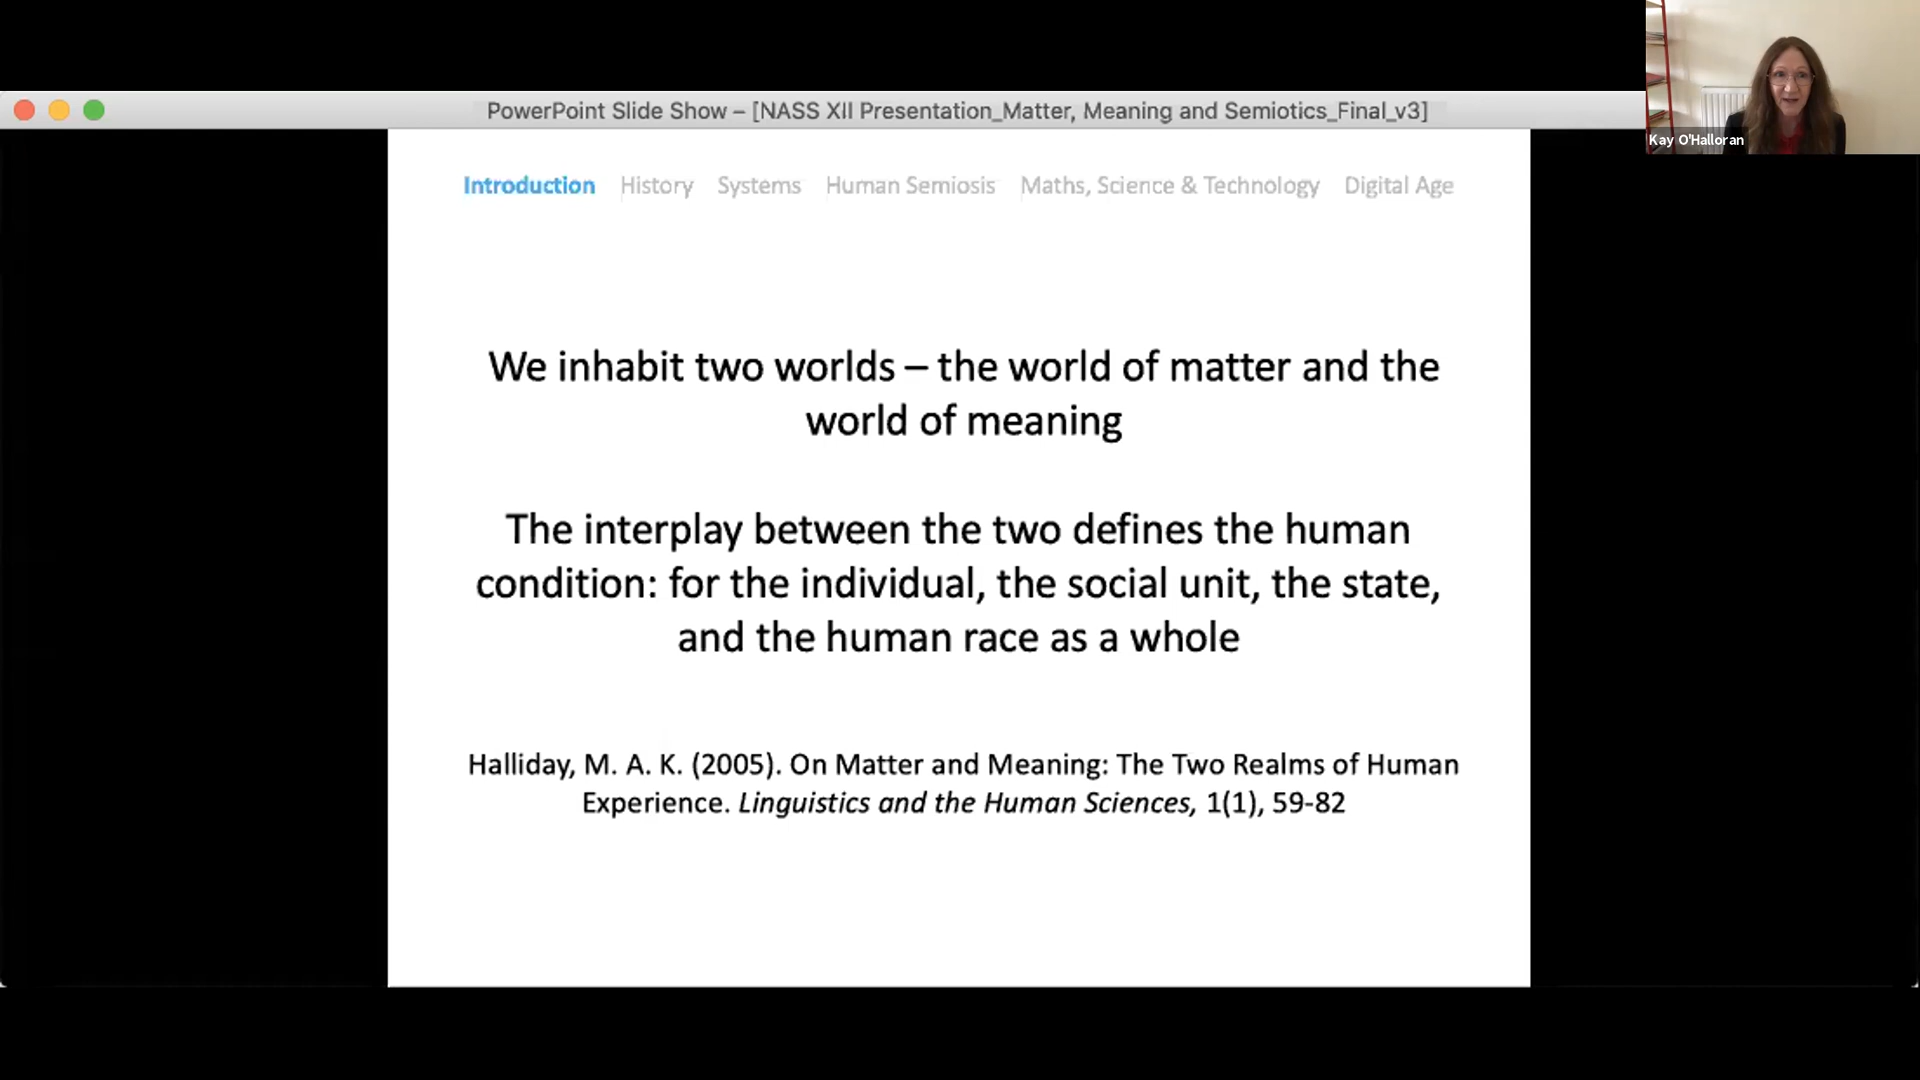 PowerPoint Slide Show – [NASS XII Presentation_Matter, Meaning and Semiotics_Final_v3]
Kay O'Halloran
Introduction History Systems Human Semiosis Maths, Science & Technology Digital Age
We inhabit two worlds – the world of matter and the
world of meaning
The interplay between the two defines the human
condition: for the individual, the social unit, the state,
and the human race as a whole
Halliday, M. A. K. (2005). On Matter and Meaning: The Two Realms of Human
Experience. Linguistics and the Human Sciences, 1(1), 59-82